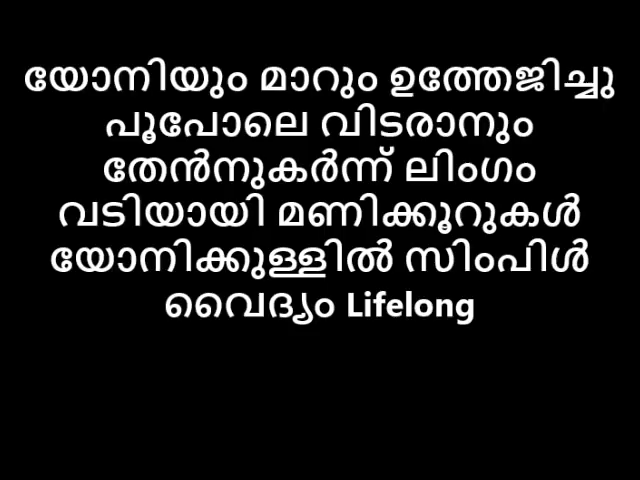 യോനിയും മാറും ഉത്തേജിച്ചു
പൂപോലെ വിടരാനും
തേൻനുകർന്ന് ലിംഗം
വടിയായി മണിക്കൂറുകൾ
യോനിക്കുള്ളിൽ സിംപിൾ
വൈദ്യം Lifelong